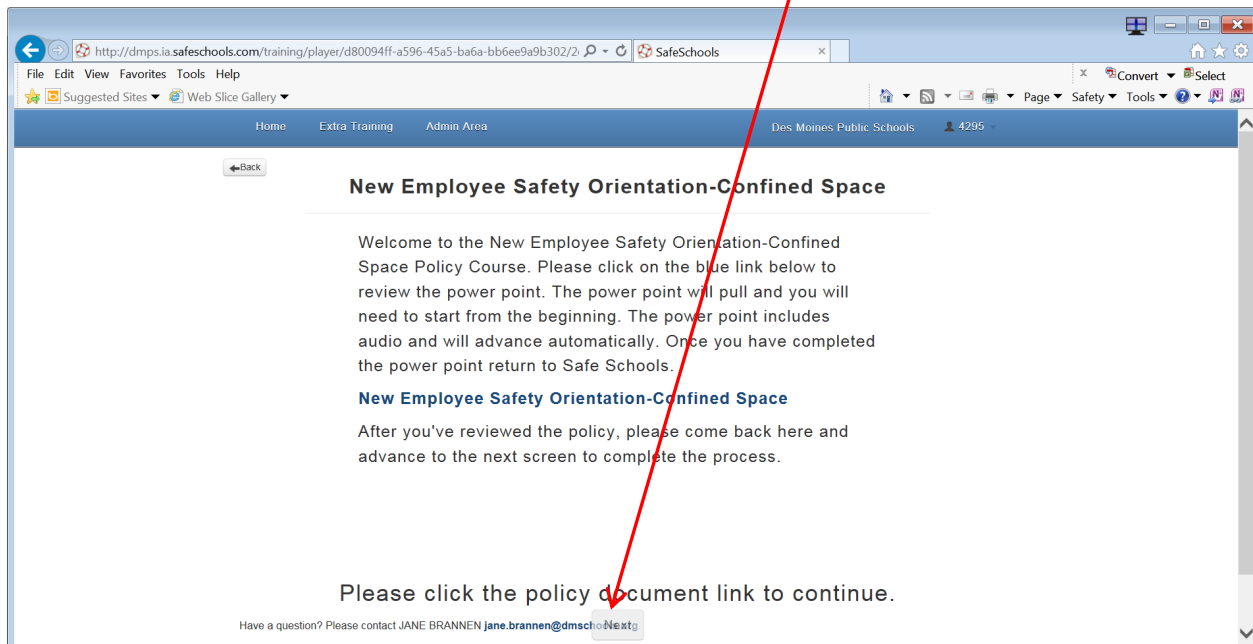 http://dmps.ia.safeschools.com/training/player/d80094ff-a596-45a5-ba6a-bb6ee9a9b302/2 SafeSchools
File Edit View Favorites Tools Help
Convert Select
Suggested Sites Web Slice Gallery
Page Safety Tools
Home Extra Training Admin Area Des Moines Public Schools 4295
Back
New Employee Safety Orientation-Confined Space
Welcome to the New Employee Safety Orientation-Confined
Space Policy Course. Please click on the blue link below to
review the power point. The power point will pull and you will
need to start from the beginning. The power point includes
audio and will advance automatically. Once you have completed
the power point return to Safe Schools.
New Employee Safety Orientation-Confined Space
After you've reviewed the policy, please come back here and
advance to the next screen to complete the process.
Please click the policy document link to continue.
Have a question? Please contact JANE BRANNEN Next